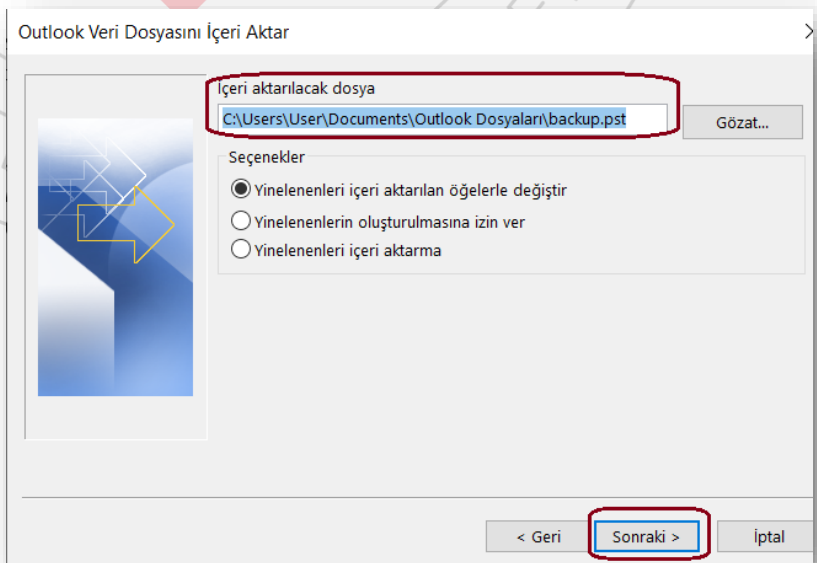 Outlook Veri Dosyasını İçeri Aktar
İçeri aktarılacak dosya
C:\Users\User\Documents\Outlook Dosyaları\backup.pst
Gözat...
Seçenekler
Yinelenenleri içeri aktarılan öğelerle değiştir
Yinelenenlerin oluşturulmasına izin ver
Yinelenenleri içeri aktarma
< Geri
Sonraki >
İptal